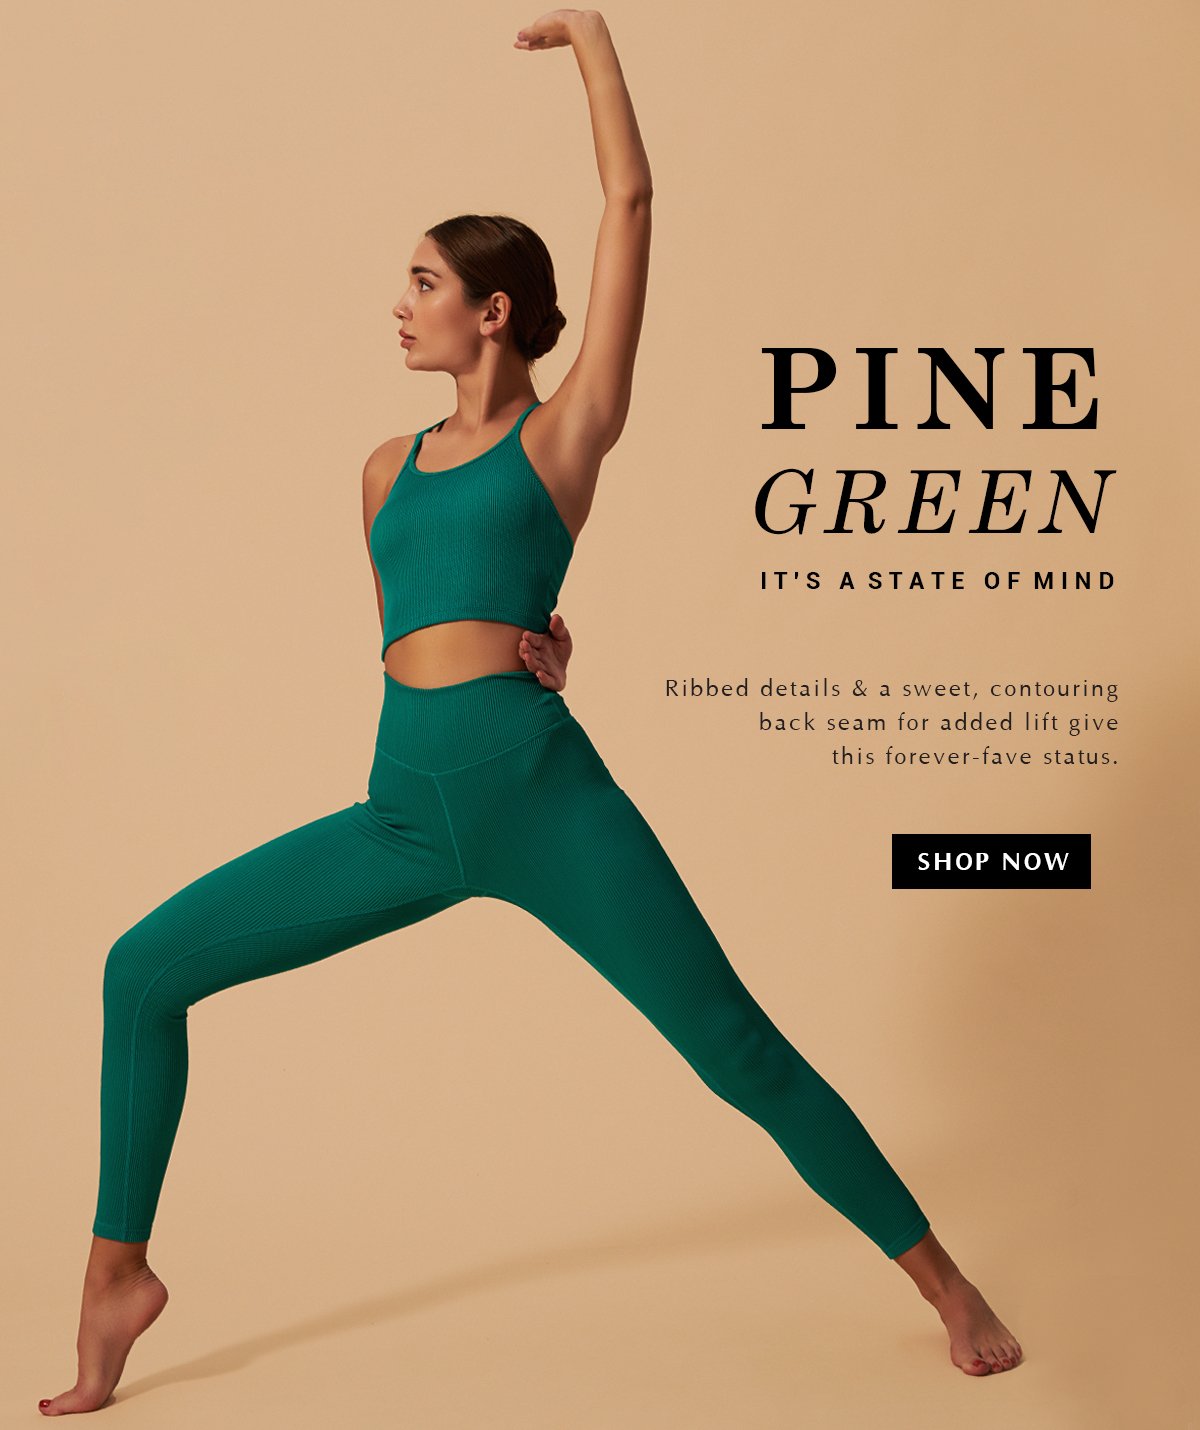 PINE
GREEN
IT'S A STATE OF MIND
Ribbed details & a sweet, contouring
back seam for added lift give
this forever-fave status.
SHOP NOW